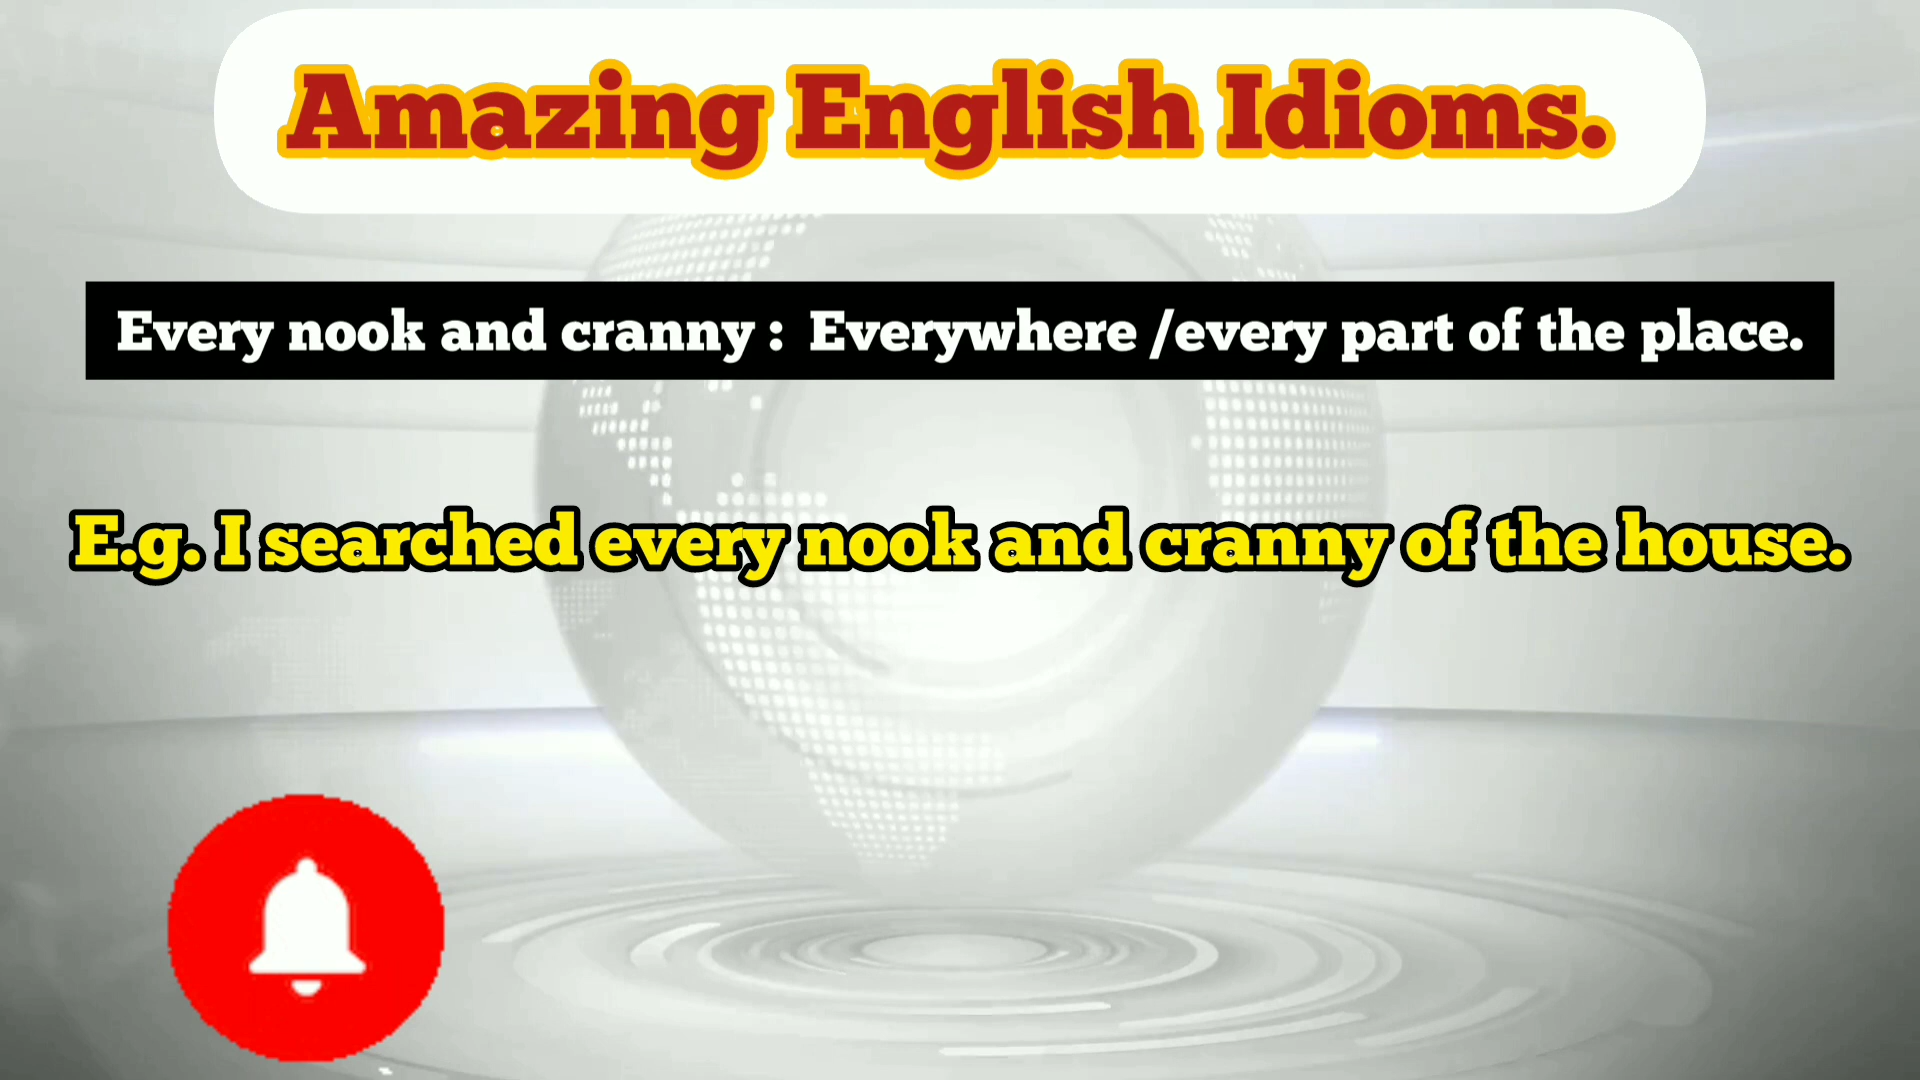 Amazing English Idioms.
Every nook and cranny : Everywhere /every part of the place.
E.g. I searched every nook and cranny of the house.